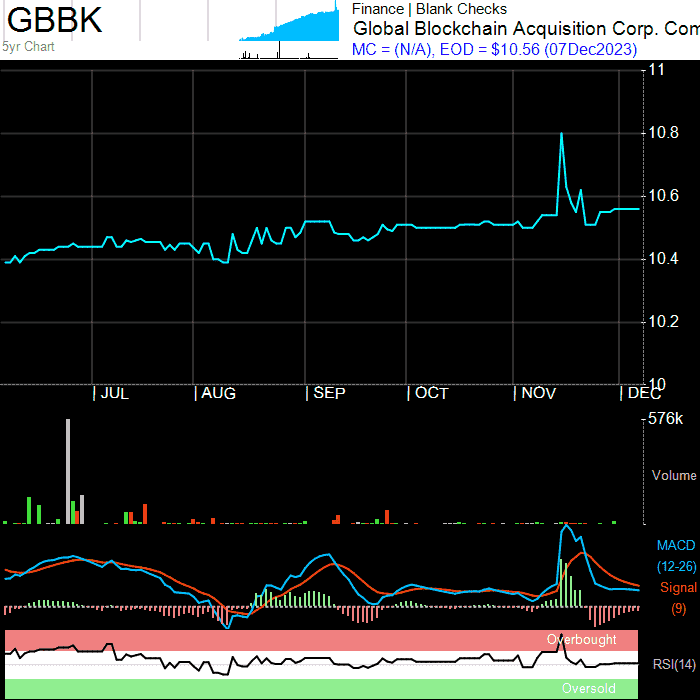 GBBK
5yr Chart
Finance | Blank Checks
Global Blockchain Acquisition Corp. Com
MC = (N/A), EOD = $10.56 (07Dec2023)
11
10.8
10.6
10.4
10.2
10
JUL AUG SEP OCT NOV DEC
576k
Volume
MACD
(12-26)
Signal
(9)
Overbought
RSI(14)
Oversold